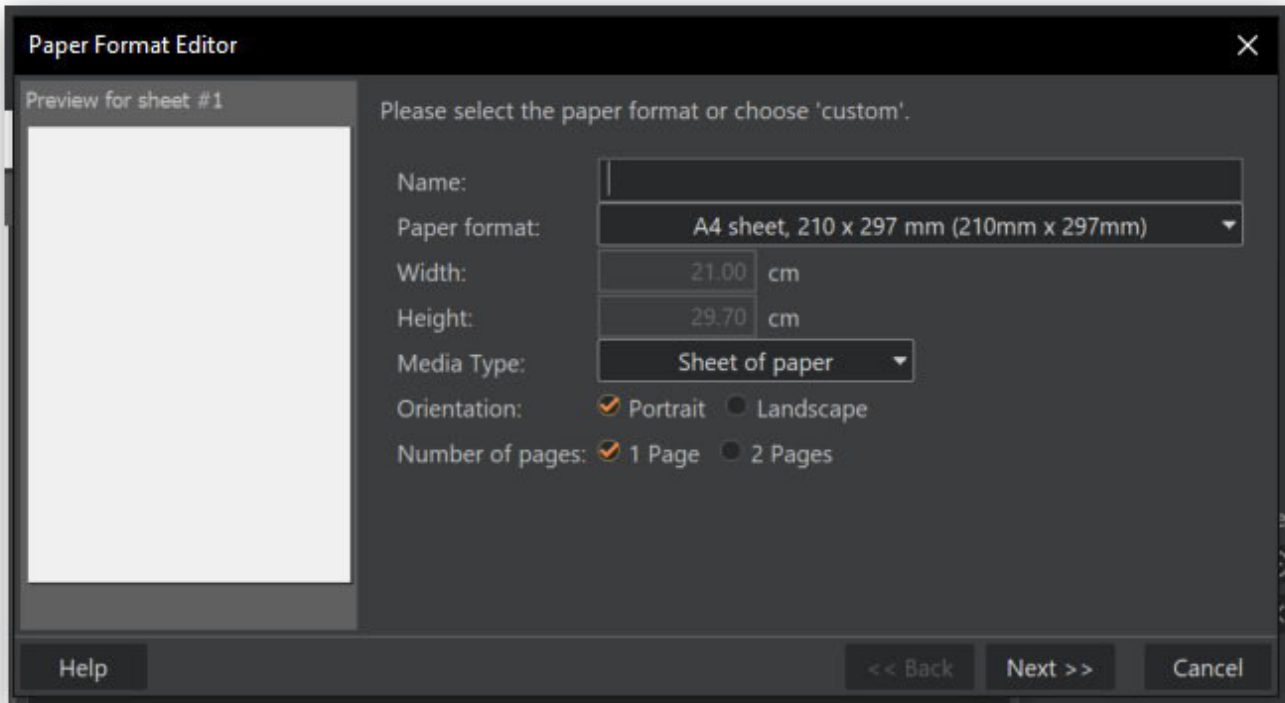 Paper Format Editor
Preview for sheet #1
Please select the paper format or choose 'custom'.
Name:
Paper format: A4 sheet, 210 x 297 mm (210mm x 297mm)
Width: 21.00 cm
Height: 29.70 cm
Media Type: Sheet of paper
Orientation: Portrait Landscape
Number of pages: 1 Page 2 Pages
Help << Back Next >> Cancel